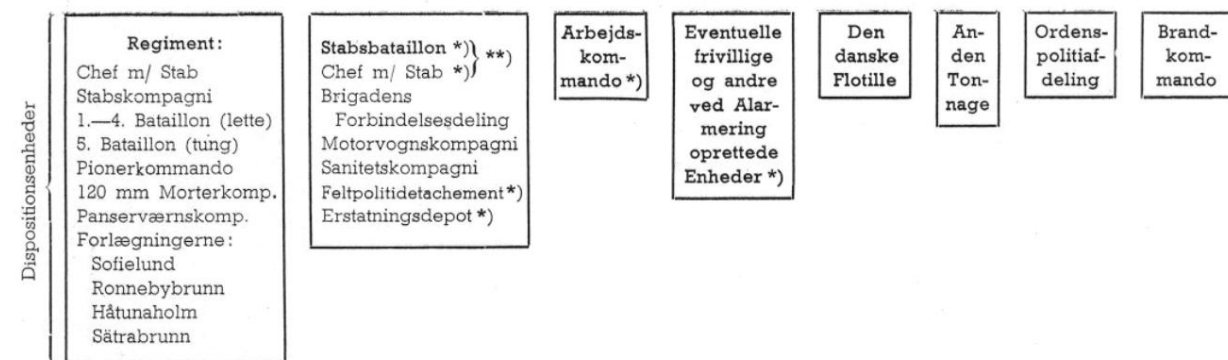 Dispositionsenheder
Regiment:
Chef m/ Stab
Stabskompagni
1.—4. Bataillon (lette)
5. Bataillon (tung)
Pionerkommando
120 mm Morterkomp.
Panserværnskomp.
Forlægningerne:
Sofielund
Ronnebybrunn
Håtunaholm
Sätrabrunn
Stabsbataillon *)} **)
Chef m/ Stab *)
Brigadens
Forbindelsesdeling
Motorvognskompagni
Sanitetskompagni
Feltpolitidetachement *)
Erstatningsdepot *)
Arbejds-
kom-
mando *)
Eventuelle
frivillige
og andre
ved Alar-
mering
oprettede
Enheder *)
Den
danske
Flotille
An-
den
Ton-
nage
Ordens-
politiaf-
deling
Brand-
kom-
mando